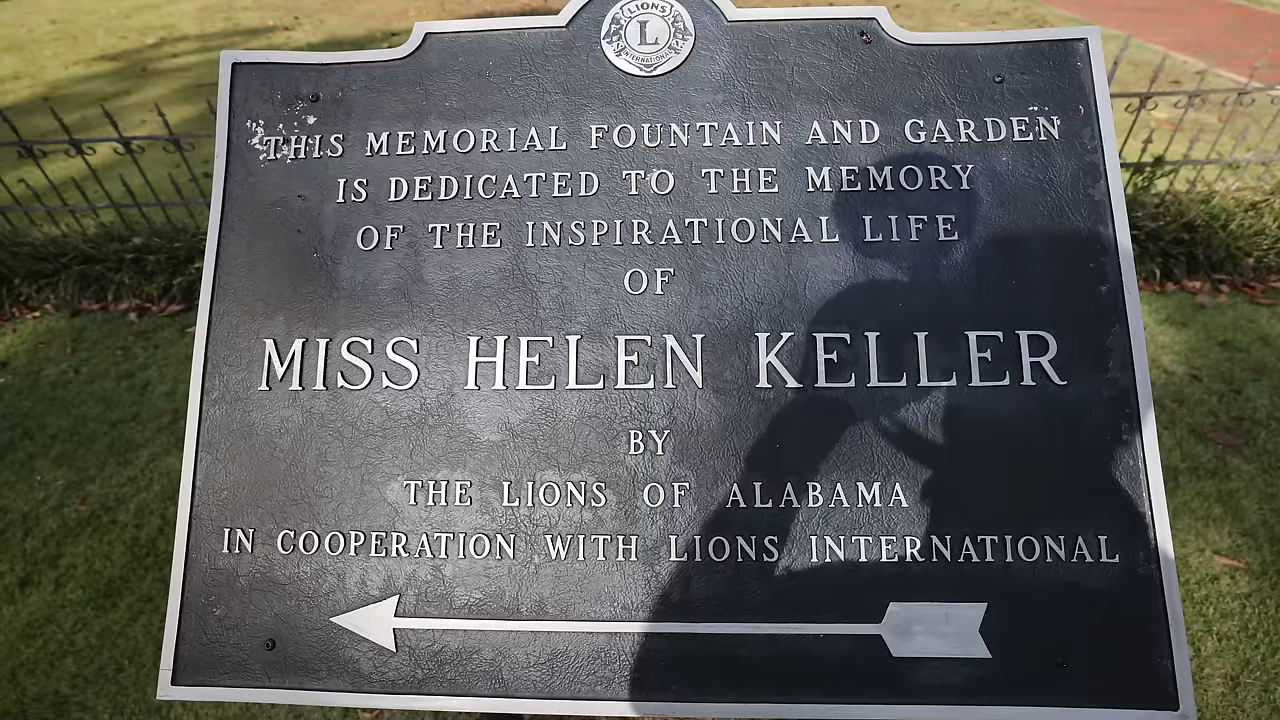 LIONS
L
INTERNATIONAL
THIS MEMORIAL FOUNTAIN AND GARDEN
IS DEDICATED TO THE MEMORY
OF THE INSPIRATIONAL LIFE
OF
MISS HELEN KELLER
BY
THE LIONS OF ALABAMA
IN COOPERATION WITH LIONS INTERNATIONAL